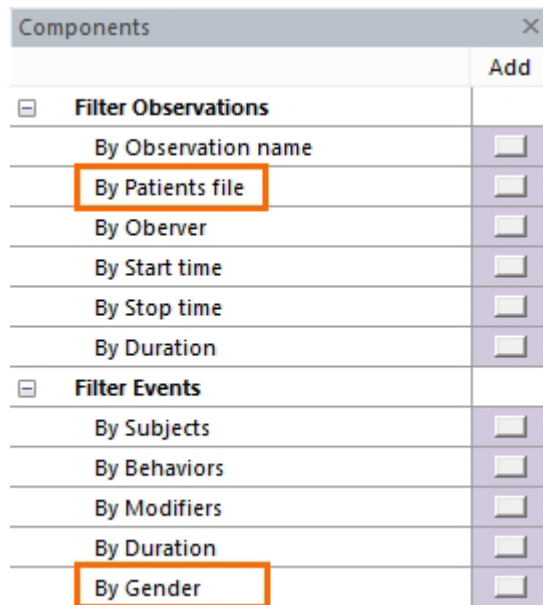 Components
Add
Filter Observations
By Observation name
By Patients file
By Oberver
By Start time
By Stop time
By Duration
Filter Events
By Subjects
By Behaviors
By Modifiers
By Duration
By Gender